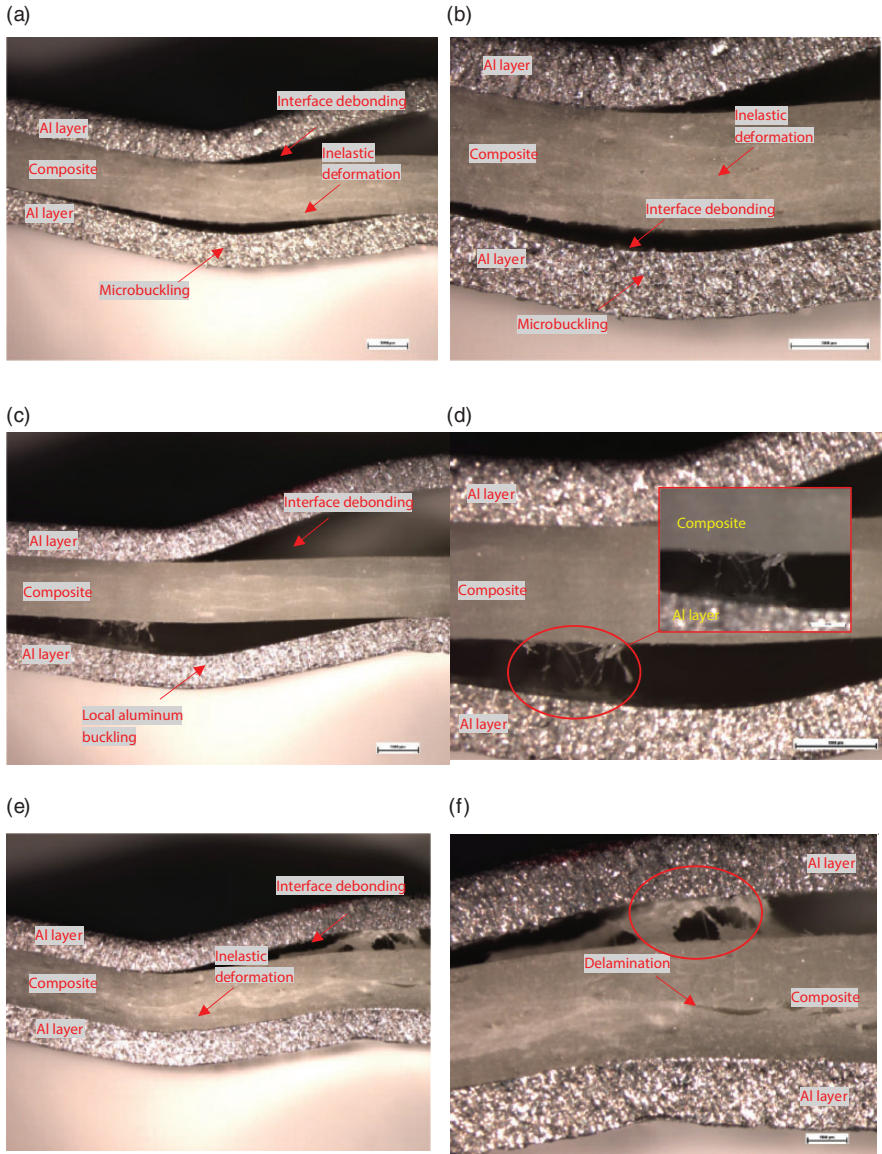 (a)
Al layer
Interface debonding
Inelastic
deformation
Composite
Al layer
Microbuckling
(b)
Al layer
Inelastic
deformation
Composite
Interface debonding
Al layer
Microbuckling
(c)
Interface debonding
Al layer
Composite
Al layer
Local aluminum
buckling
(d)
Al layer
Composite
Composite
Al layer
Al layer
(e)
Interface debonding
Al layer
Inelastic
deformation
Composite
Al layer
(f)
Al layer
Delamination
Composite
Al layer